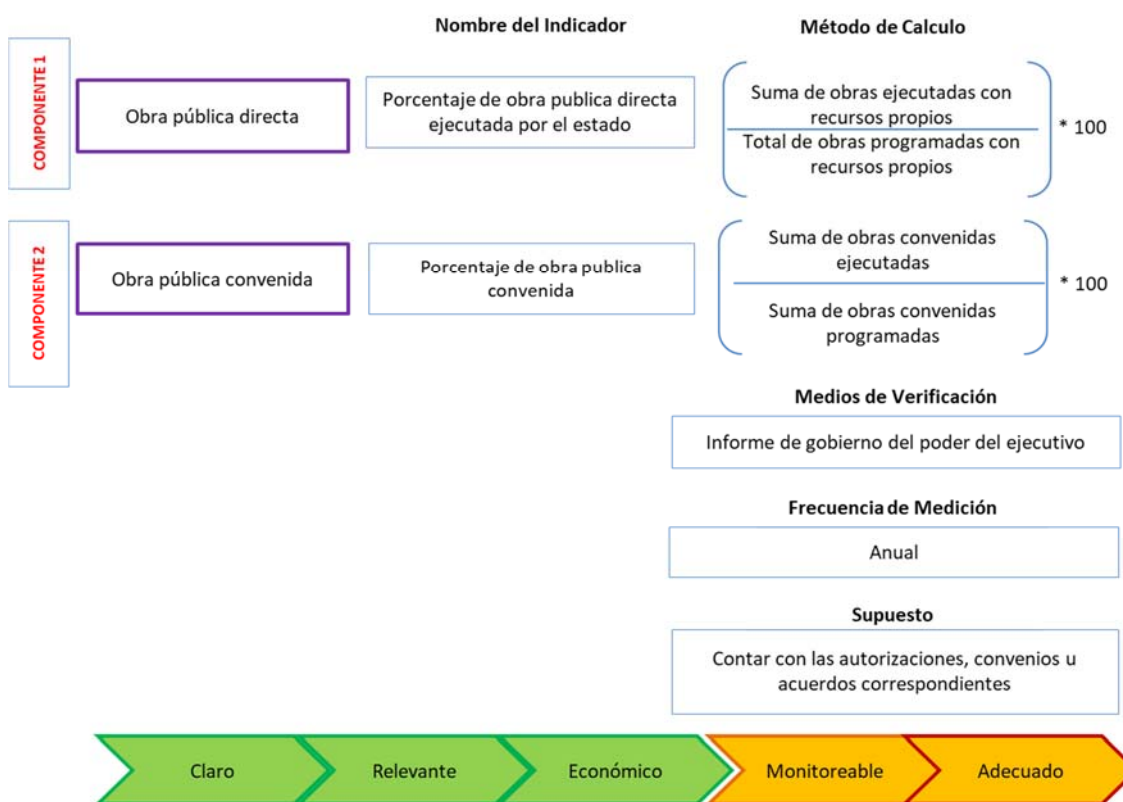 Nombre del Indicador
Método de Calculo
COMPONENTE 1
Obra pública directa
Porcentaje de obra publica directa
ejecutada por el estado
Suma de obras ejecutadas con
recursos propios
Total de obras programadas con
recursos propios
* 100
COMPONENTE 2
Obra pública convenida
Porcentaje de obra publica
convenida
Suma de obras convenidas
ejecutadas
Suma de obras convenidas
programadas
* 100
Medios de Verificación
Informe de gobierno del poder del ejecutivo
Frecuencia de Medición
Anual
Supuesto
Contar con las autorizaciones, convenios u
acuerdos correspondientes
Claro
Relevante
Económico
Monitoreable
Adecuado